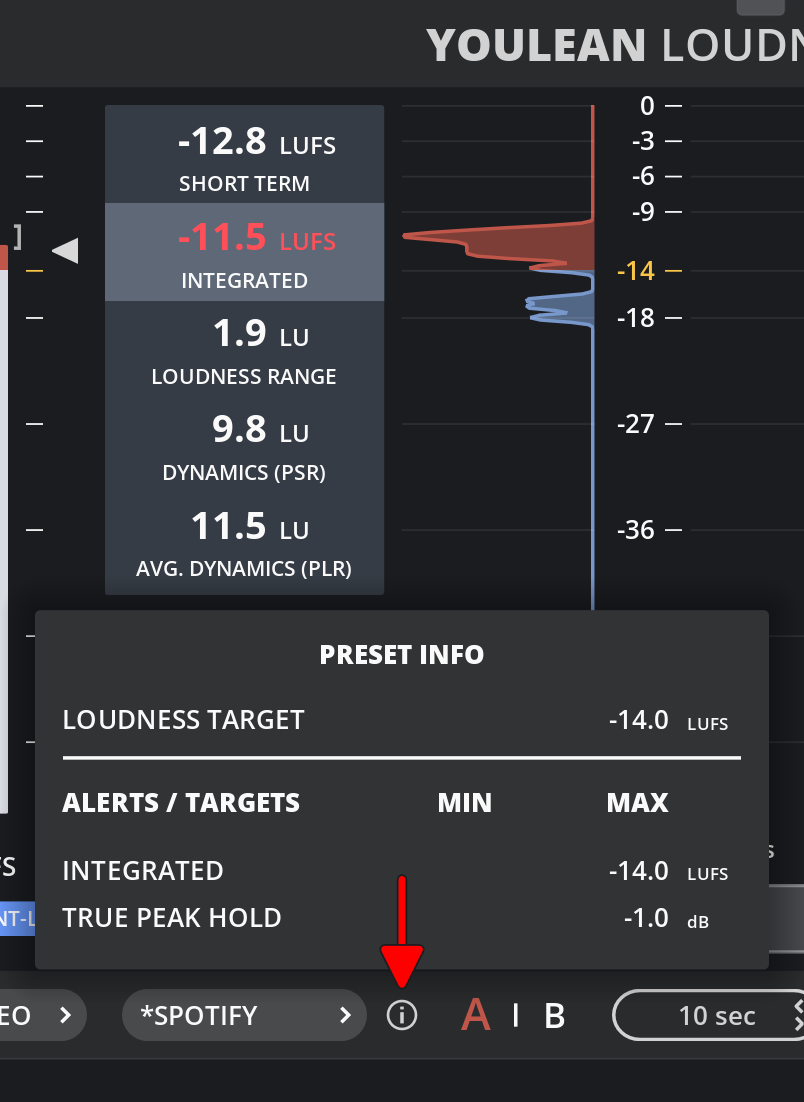 YOULEAN LOUDN
0
-3
-6
-9
-14
-18
-27
-36
]
-12.8 LUFS
SHORT TERM
-11.5 LUFS
INTEGRATED
1.9 LU
LOUDNESS RANGE
9.8 LU
DYNAMICS (PSR)
11.5 LU
AVG. DYNAMICS (PLR)
PRESET INFO
LOUDNESS TARGET -14.0 LUFS
ALERTS / TARGETS MIN MAX
INTEGRATED -14.0 LUFS
TRUE PEAK HOLD -1.0 dB
FS
NT-L
s
EO
*SPOTIFY
i
A | B
10 sec